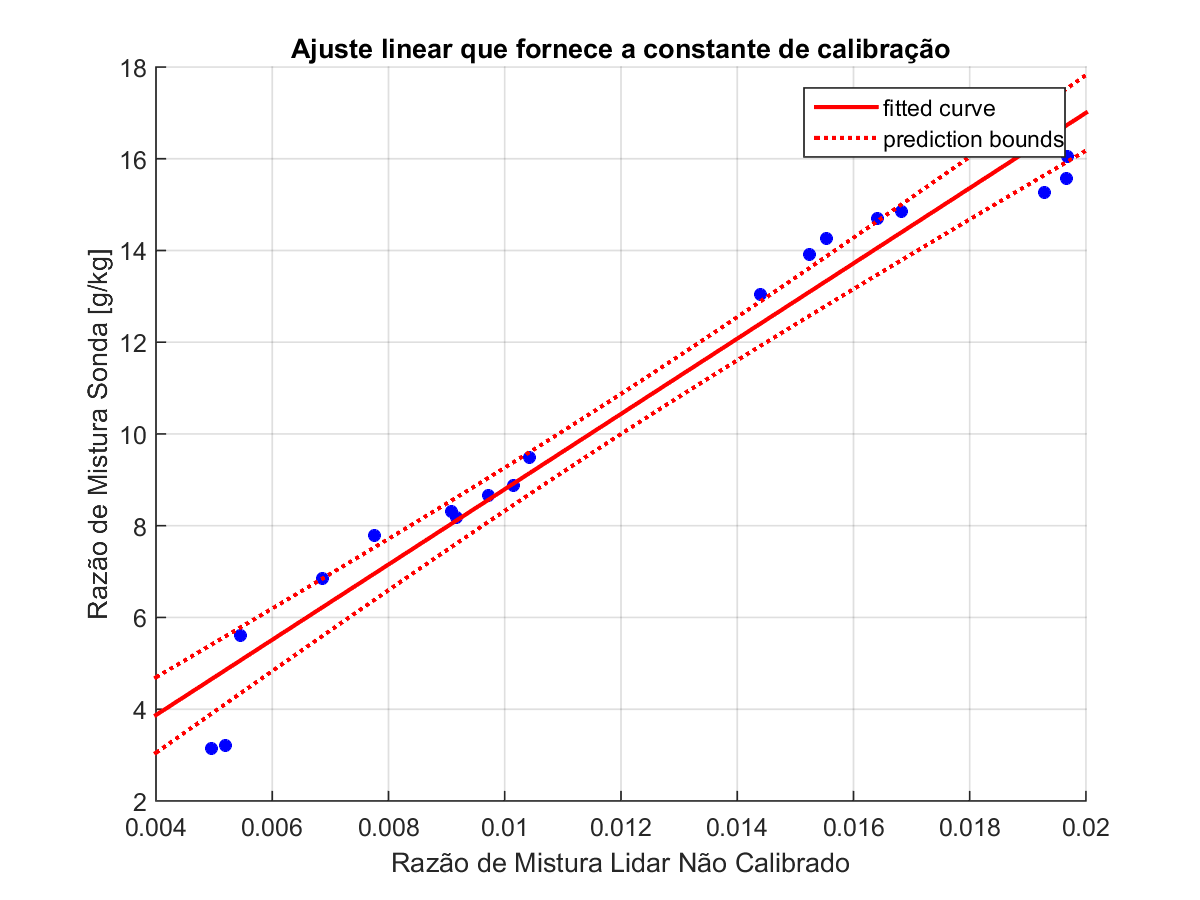 Ajuste linear que fornece a constante de calibração
18
16
14
12
10
8
6
4
2
Razão de Mistura Sonda [g/kg]
fitted curve
prediction bounds
0.004 0.006 0.008 0.01 0.012 0.014 0.016 0.018 0.02
Razão de Mistura Lidar Não Calibrado